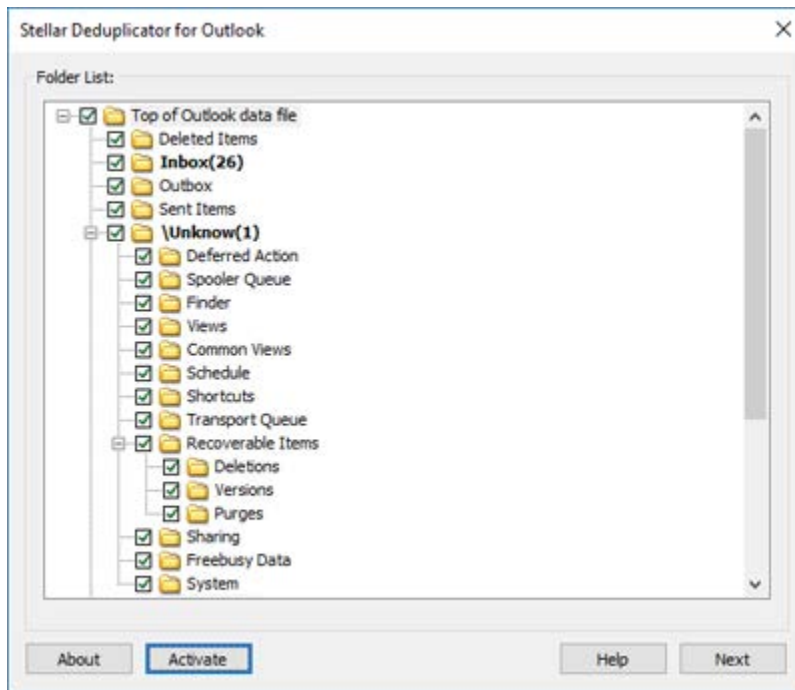 Stellar Deduplicator for Outlook
Folder List:
Top of Outlook data file
Deleted Items
Inbox(26)
Outbox
Sent Items
\Unknow(1)
Deferred Action
Spooler Queue
Finder
Views
Common Views
Schedule
Shortcuts
Transport Queue
Recoverable Items
Deletions
Versions
Purges
Sharing
Freebusy Data
System
About Activate Help Next